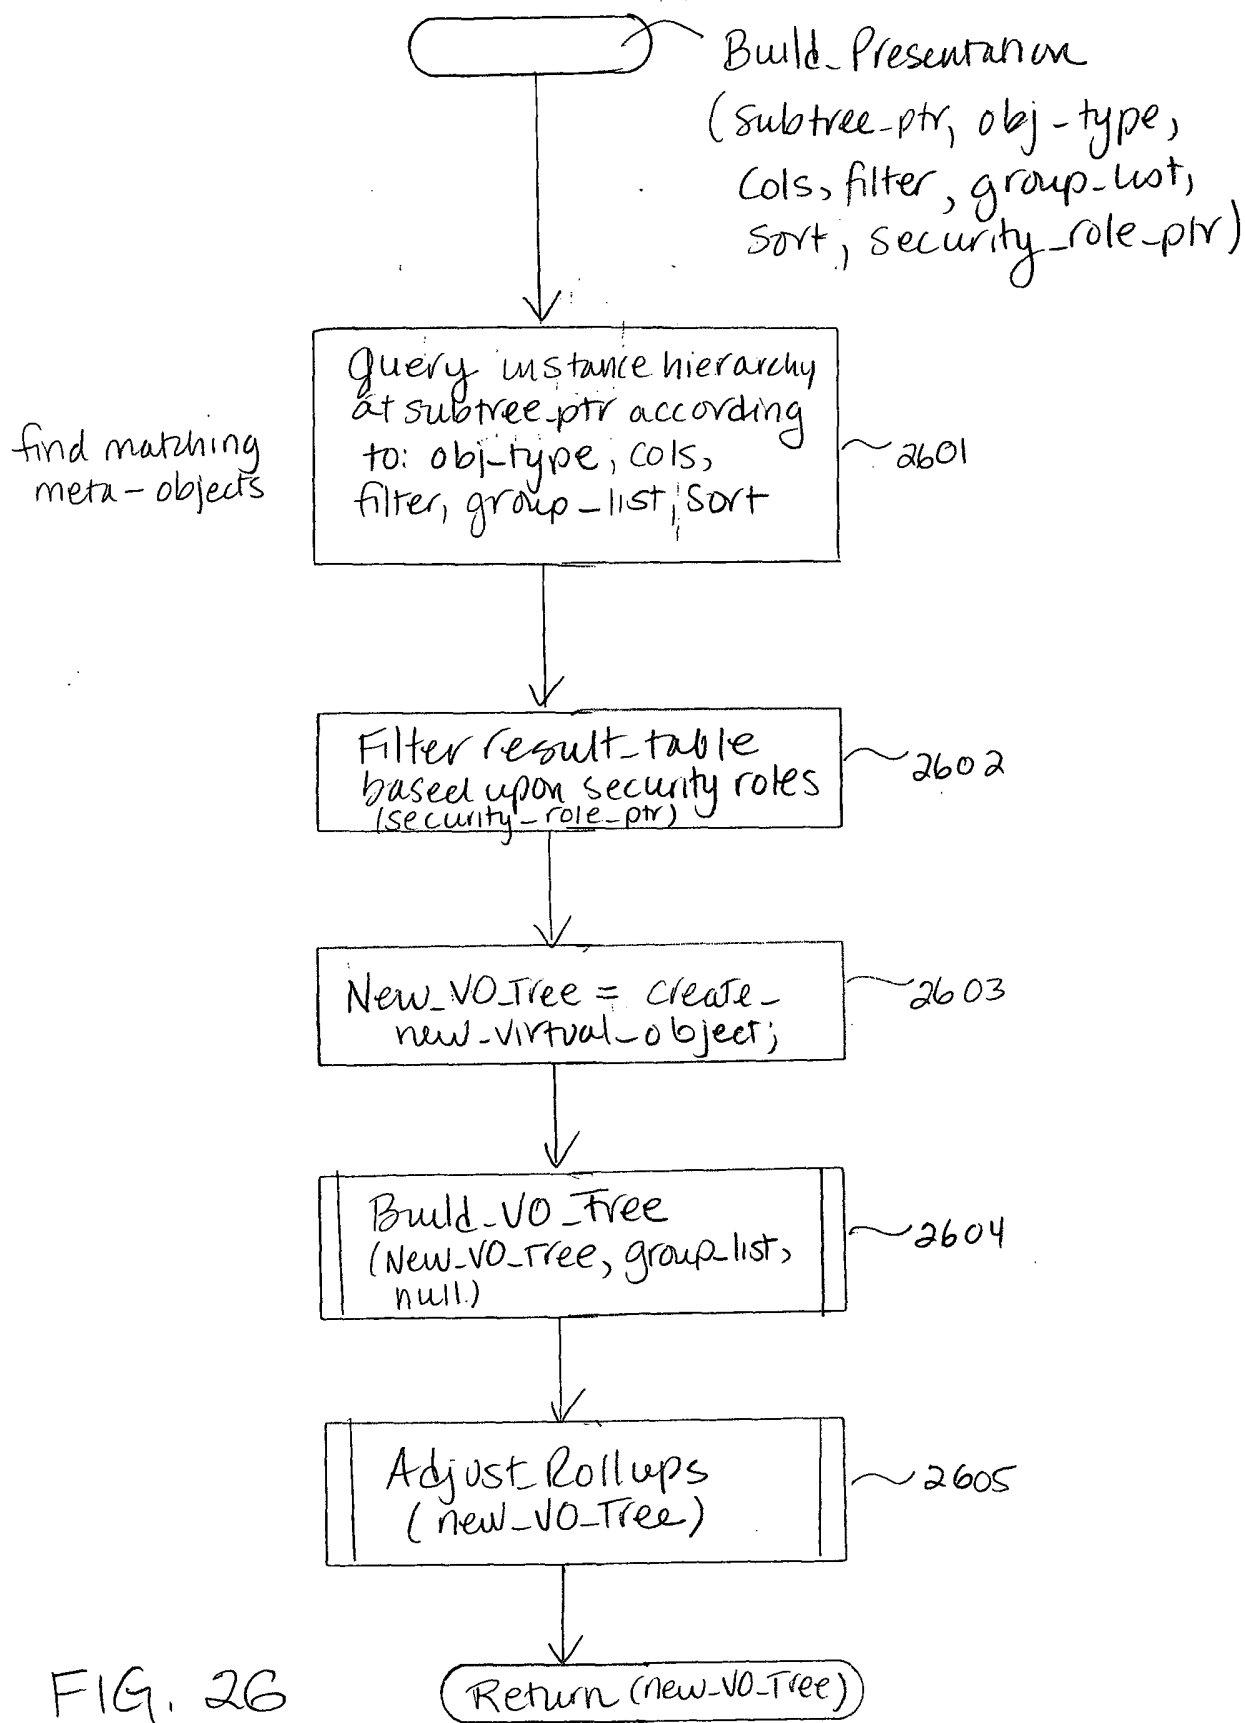 Build_Presentation
(subtree_ptr, obj-type,
cols, filter, group_list,
sort, security_role_ptr)
Query instance hierarchy
at subtree_ptr according
to: obj-type, cols,
filter, group_list, sort
find matching
meta-objects
2601
Filter result_table
based upon security roles
(security_role_ptr)
2602
New_VO_Tree = create_
new_virtual_object;
2603
Build_VO_Tree
(New_VO_Tree, group_list,
null)
2604
Adjust_Rollups
(new_VO_Tree)
2605
Return (new_VO_Tree)
FIG. 26